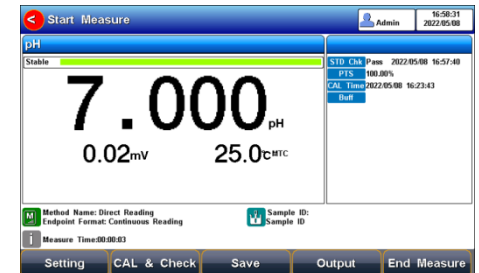 Start Measure
Admin
16:58:31
2022/05/08
pH
Stable
7.000 pH
0.02mv 25.0℃ MTC
STD Chk Pass 2022/05/08 16:57:40
PTS 100.00%
CAL Time 2022/05/08 16:23:43
Buff
M Method Name: Direct Reading
Endpoint Format: Continuous Reading
Sample ID:
Sample ID
i Measure Time:00:00:03
Setting CAL & Check Save Output End Measure